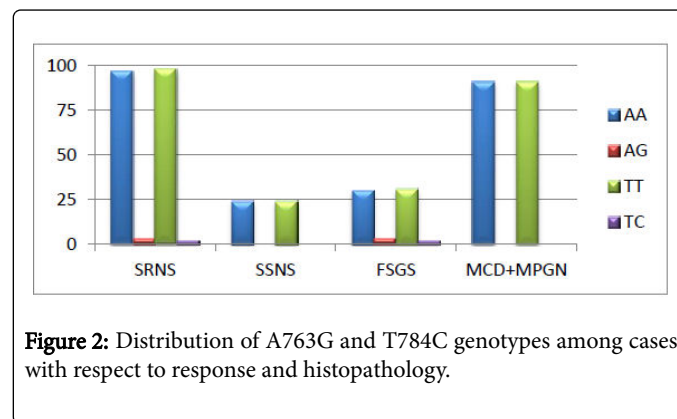 100
75
50
25
0
SRNS SSNS FSGS MCD+MPGN
AA
AG
TT
TC
Figure 2: Distribution of A763G and T784C genotypes among cases
with respect to response and histopathology.